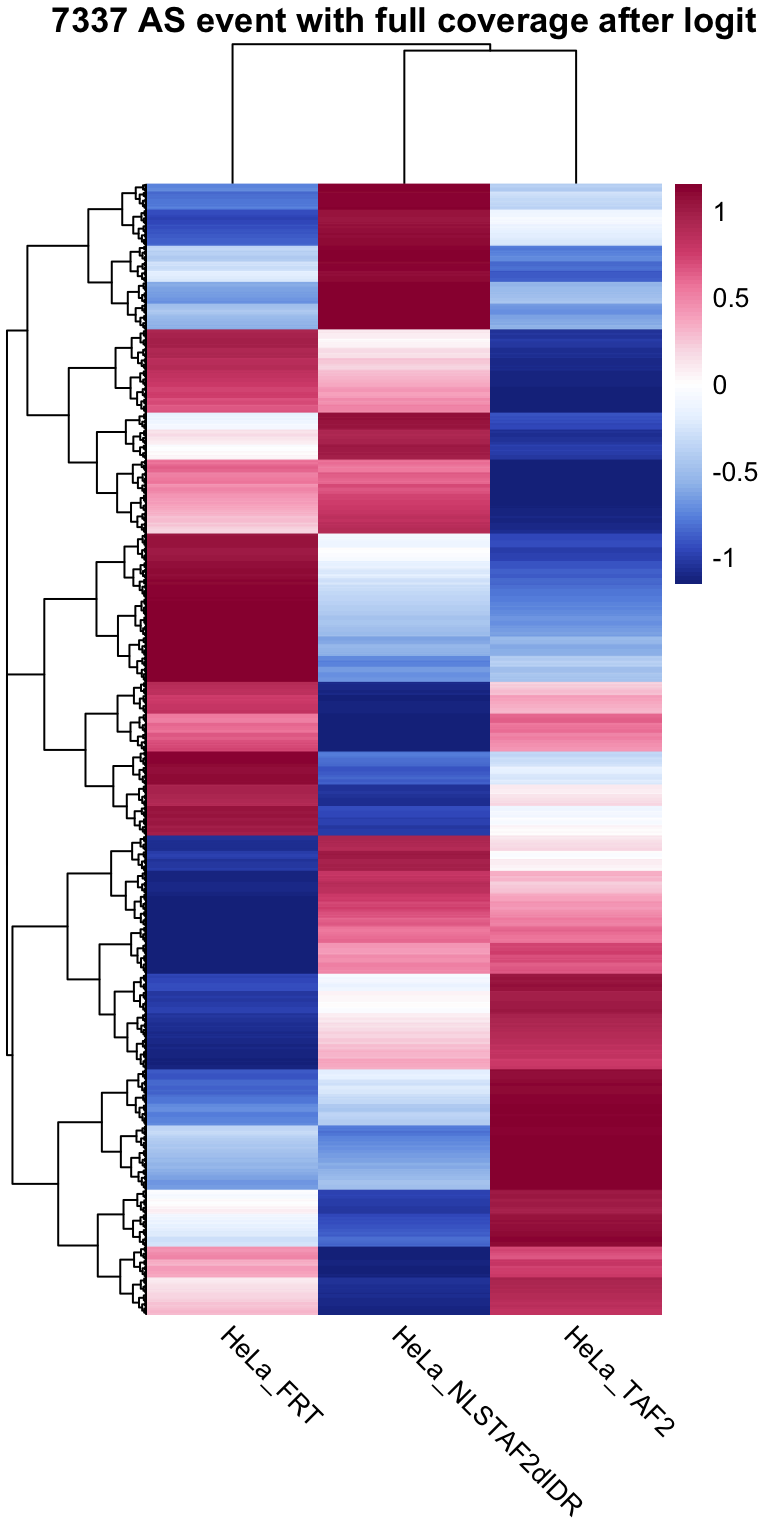 7337 AS event with full coverage after logit
1
0.5
0
-0.5
-1
HeLa_FRT
HeLa_NLSTAF2dIDR
HeLa_TAF2